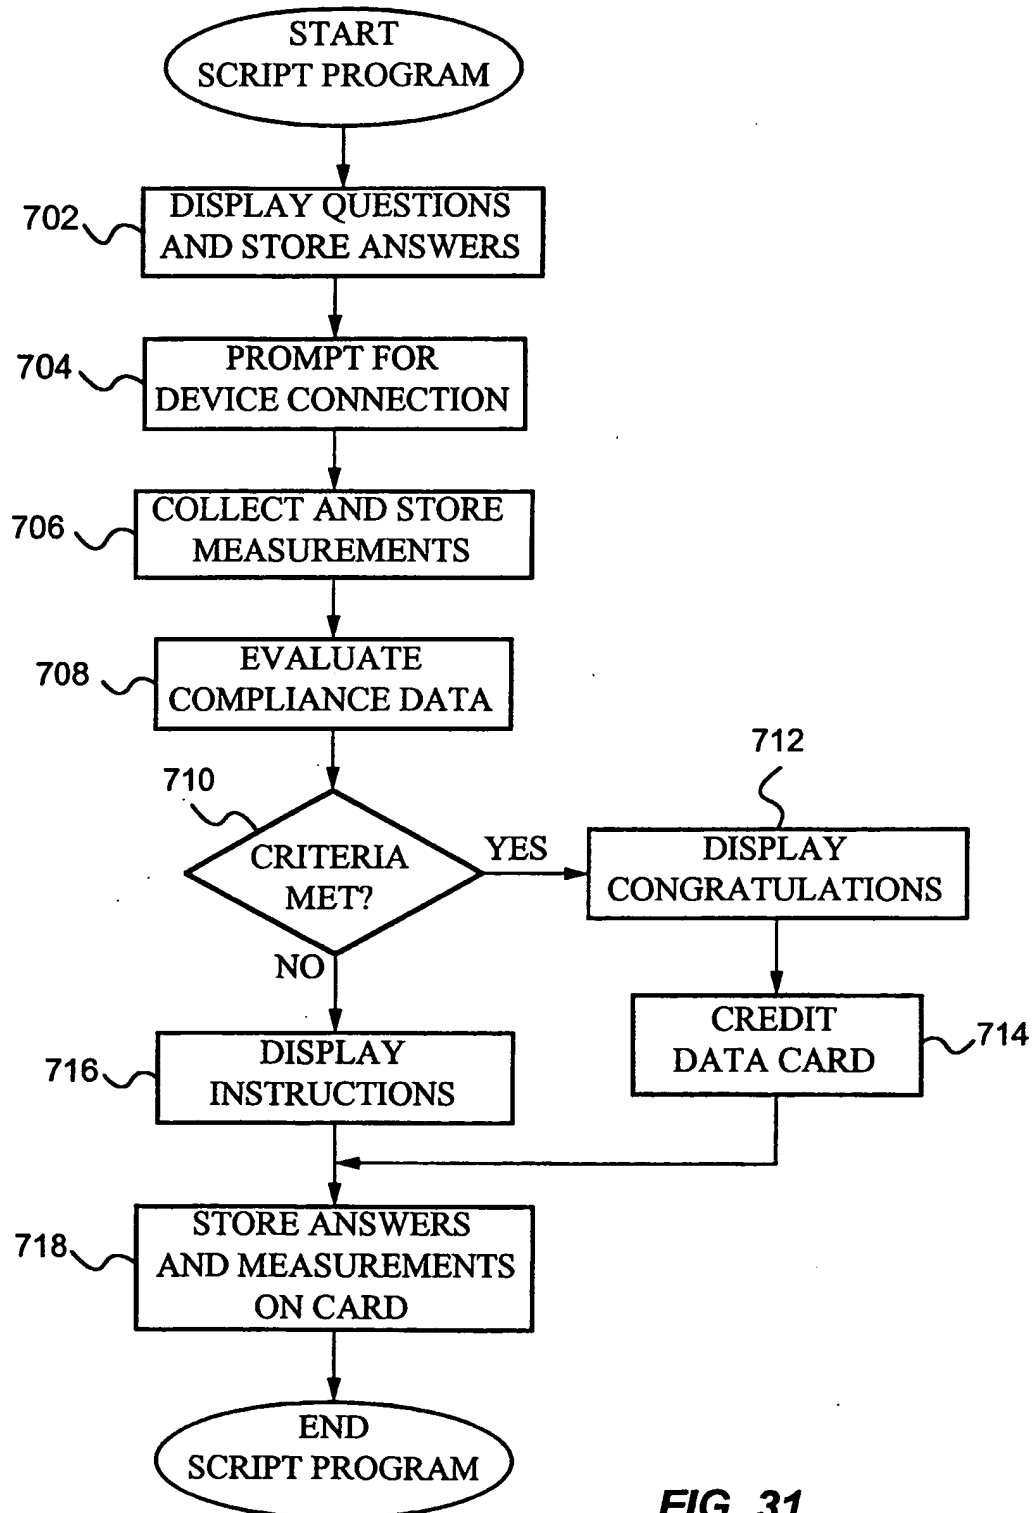 START
SCRIPT PROGRAM
702
DISPLAY QUESTIONS
AND STORE ANSWERS
704
PROMPT FOR
DEVICE CONNECTION
706
COLLECT AND STORE
MEASUREMENTS
708
EVALUATE
COMPLIANCE DATA
710
CRITERIA
MET?
YES
712
DISPLAY
CONGRATULATIONS
NO
CREDIT
DATA CARD
714
716
DISPLAY
INSTRUCTIONS
718
STORE ANSWERS
AND MEASUREMENTS
ON CARD
END
SCRIPT PROGRAM
FIG. 31